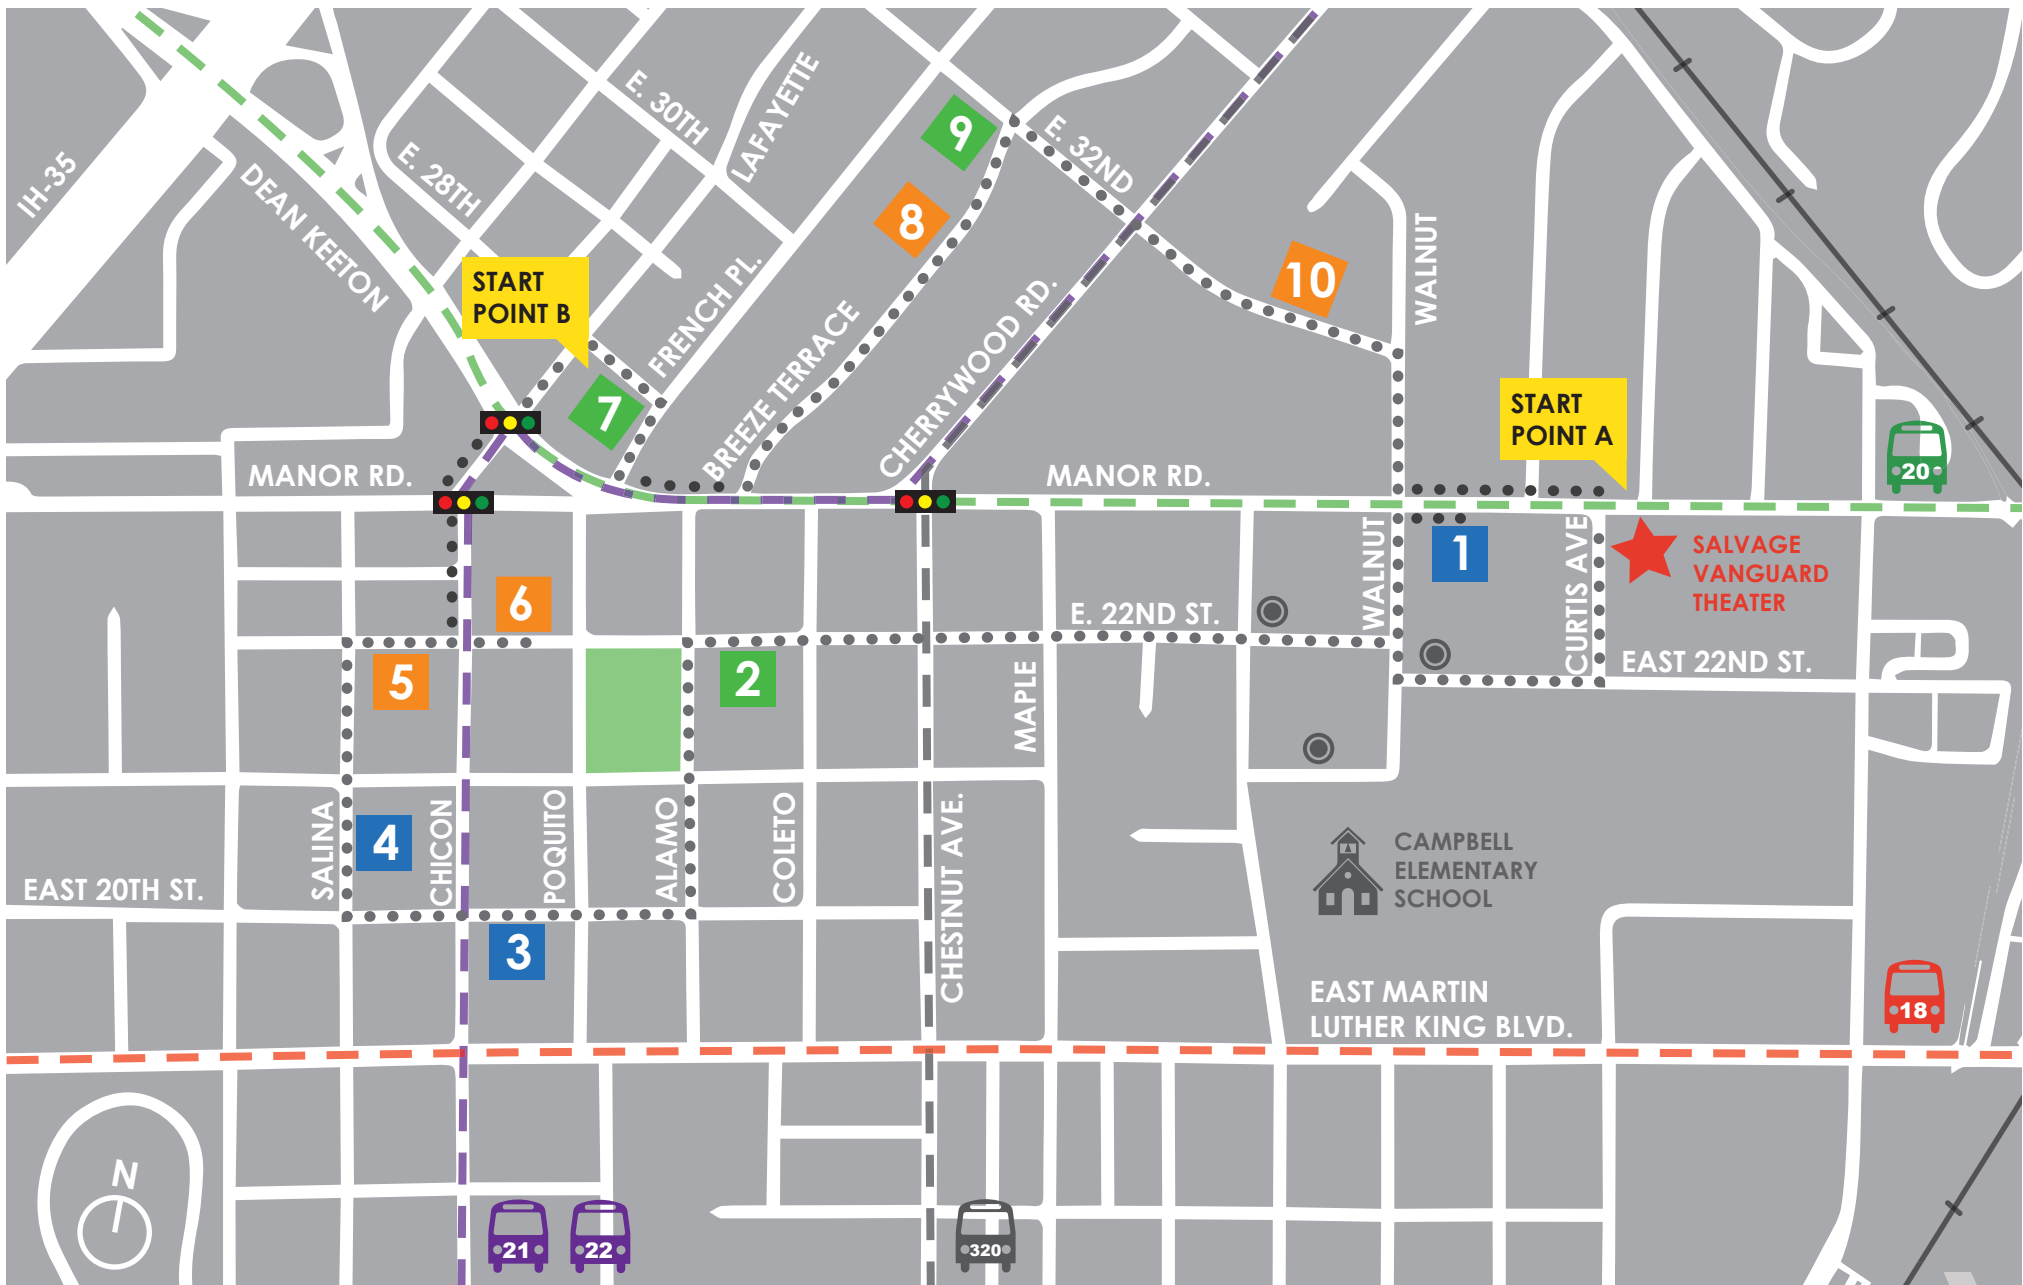 IH-35
DEAN KEETON
E. 28TH
E. 30TH
LAFAYETTE
9
E. 32ND
8
START
POINT B
FRENCH PL.
7
BREEZE TERRACE
CHERRYWOOD RD.
10
WALNUT
START
POINT A
20
MANOR RD.
MANOR RD.
WALNUT
1
CURTIS AVE
SALVAGE
VANGUARD
THEATER
6
E. 22ND ST.
EAST 22ND ST.
5
2
MAPLE
SALINA
4
CHICON
POQUITO
ALAMO
COLETO
CHESTNUT AVE.
CAMPBELL
ELEMENTARY
SCHOOL
EAST 20TH ST.
3
EAST MARTIN
LUTHER KING BLVD.
18
N
21
22
320